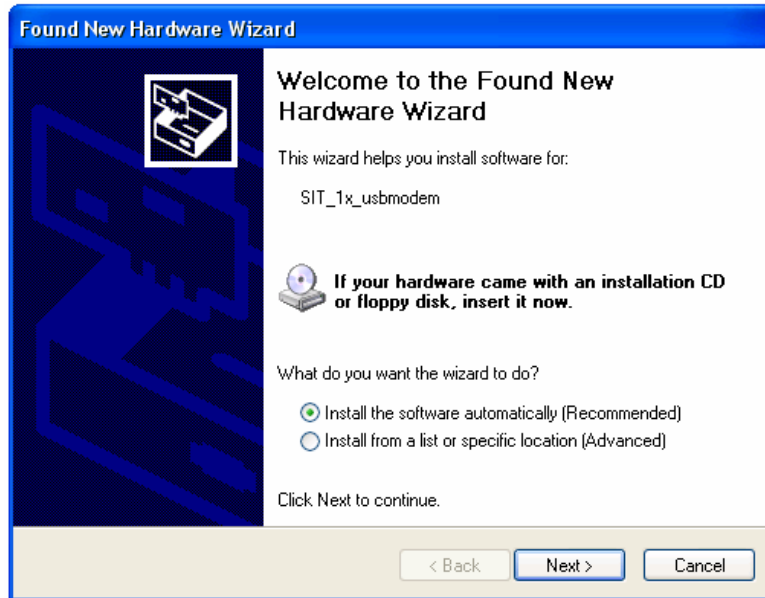 Found New Hardware Wizard
Welcome to the Found New
Hardware Wizard
This wizard helps you install software for:
SIT_1x_usbmodem
If your hardware came with an installation CD
or floppy disk, insert it now.
What do you want the wizard to do?
Install the software automatically (Recommended)
Install from a list or specific location (Advanced)
Click Next to continue.
< Back Next > Cancel